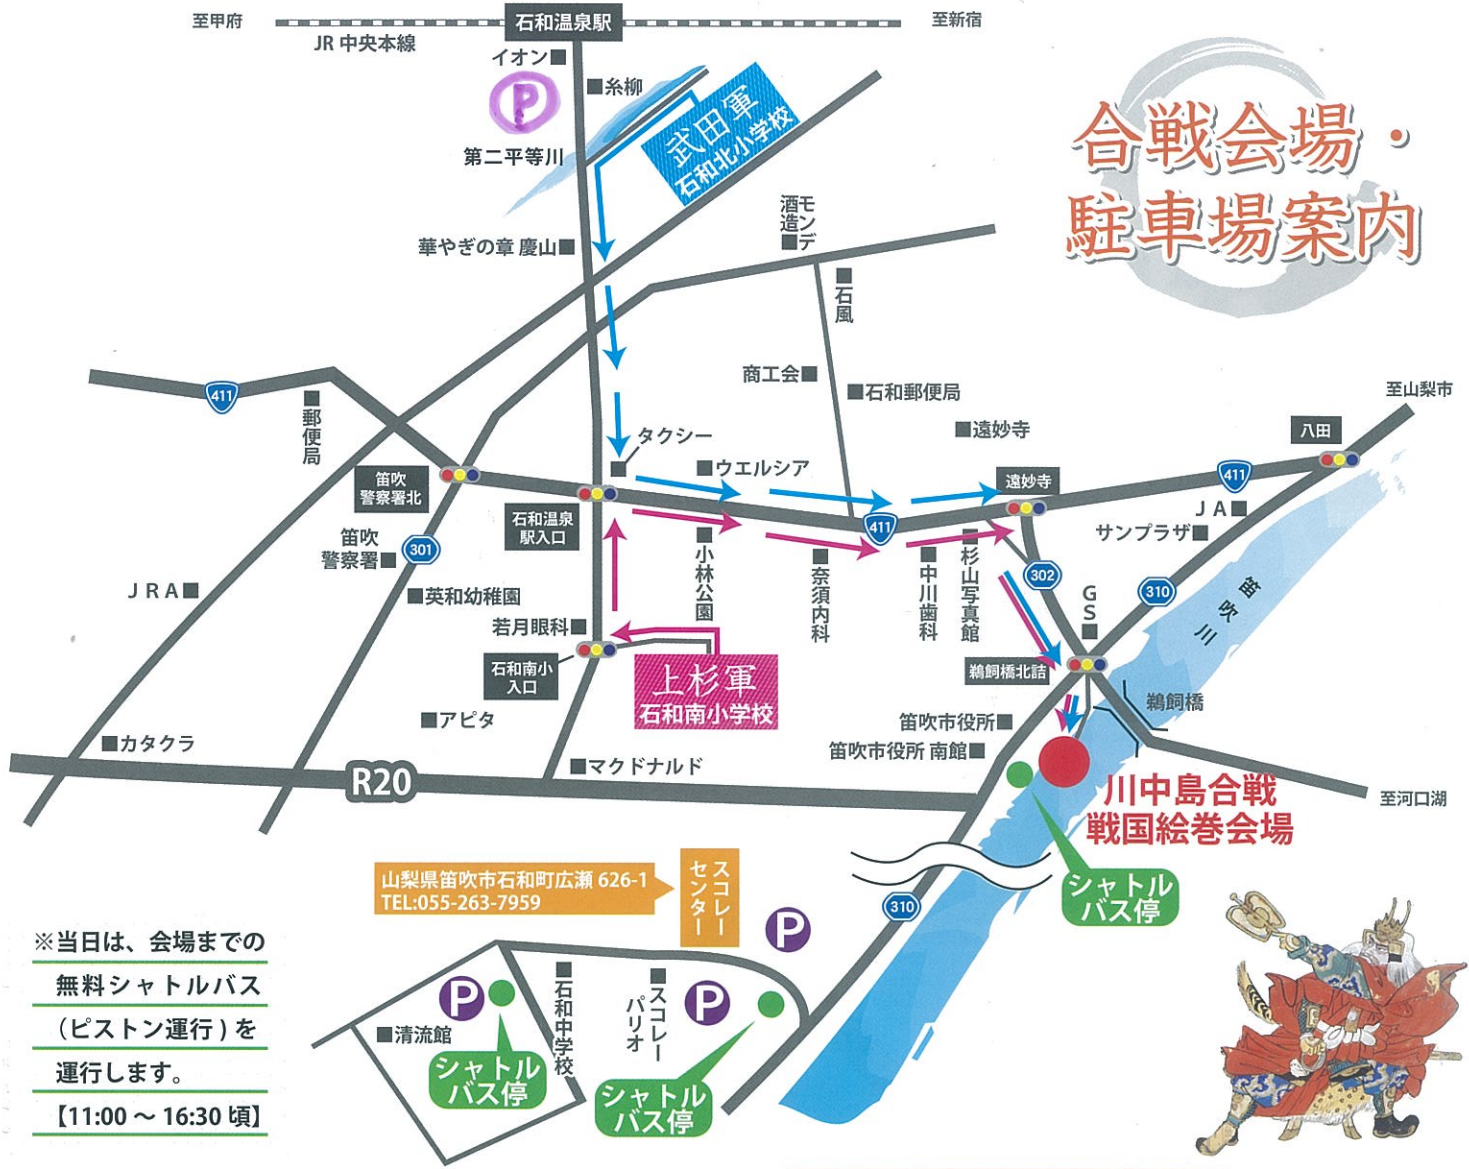 至甲府
石和温泉駅
至新宿
JR 中央本線
イオン
糸柳
P
第二平等川
武田軍
石和北小学校
合戦会場・
駐車場案内
モンデ
酒造
華やぎの章 慶山
石風
411
郵便局
商工会
石和郵便局
至山梨市
遠妙寺
八田
タクシー
ウエルシア
笛吹
警察署北
遠妙寺
411
411
JA
石和温泉
駅入口
サンプラザ
笛吹
警察署
301
小林公園
奈須内科
中川歯科
杉山写真館
302
GS
310
笛吹川
JRA
英和幼稚園
若月眼科
石和南小
入口
上杉軍
石和南小学校
鵜飼橋北詰
鵜飼橋
アピタ
笛吹市役所
笛吹市役所 南館
カタクラ
R20
マクドナルド
川中島合戦
戦国絵巻会場
至河口湖
山梨県笛吹市石和町広瀬 626-1
TEL:055-263-7959
スコレー
センター
シャトル
バス停
310
P
※当日は、会場までの
無料シャトルバス
（ピストン運行）を
運行します。
【11:00 ～ 16:30 頃】
P
石和中学校
スコレー
パリオ
P
清流館
シャトル
バス停
シャトル
バス停